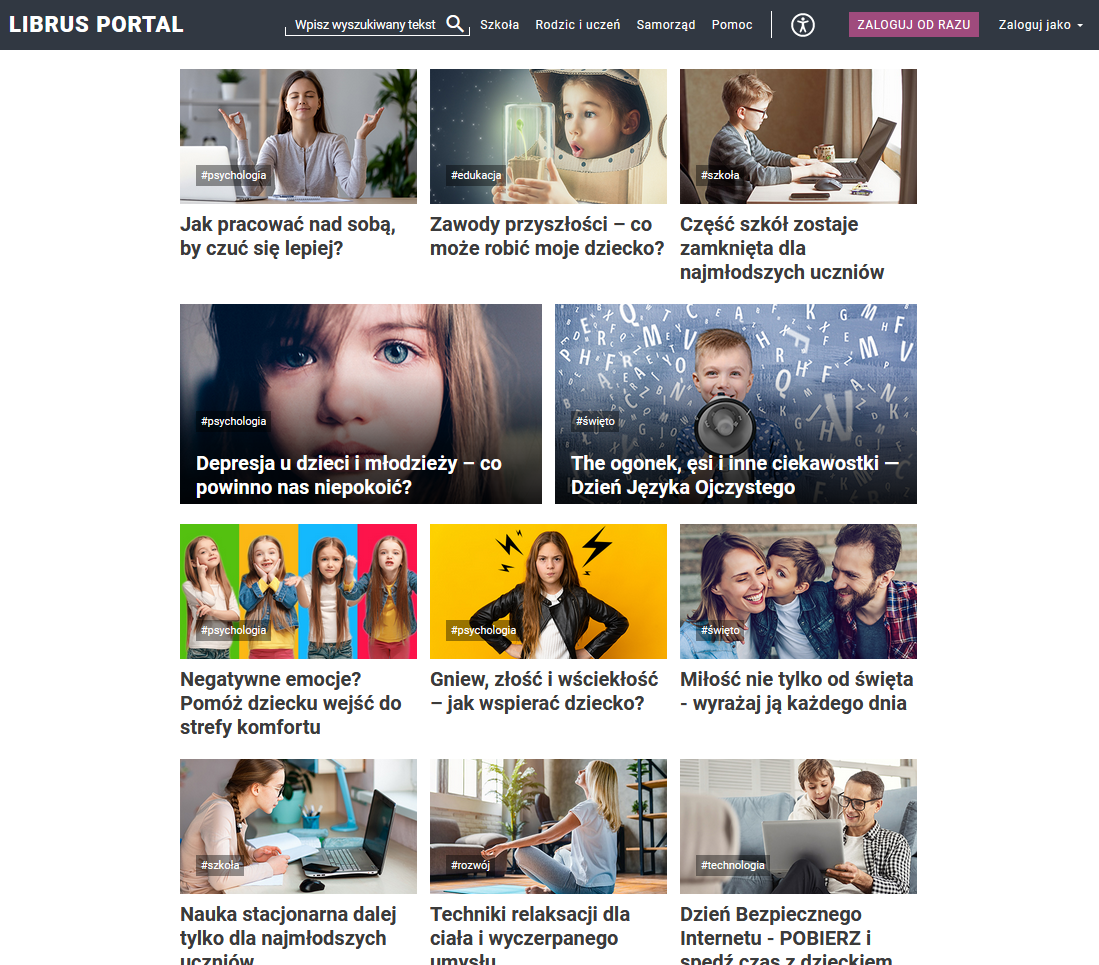 LIBRUS PORTAL
Wpisz wyszukiwany tekst
Szkoła
Rodzic i uczeń
Samorząd
Pomoc
ZALOGUJ OD RAZU
Zaloguj jako
#psychologia
Jak pracować nad sobą,
by czuć się lepiej?
#edukacja
Zawody przyszłości – co
może robić moje dziecko?
#szkoła
Część szkół zostaje
zamknięta dla
najmłodszych uczniów
#psychologia
Depresja u dzieci i młodzieży – co
powinno nas niepokoić?
#święto
The ogonek, ęsi i inne ciekawostki —
Dzień Języka Ojczystego
#psychologia
Negatywne emocje?
Pomóż dziecku wejść do
strefy komfortu
#psychologia
Gniew, złość i wściekłość
– jak wspierać dziecko?
#święto
Miłość nie tylko od święta
- wyrażaj ją każdego dnia
#szkoła
Nauka stacjonarna dalej
tylko dla najmłodszych
uczniów
#rozwój
Techniki relaksacji dla
ciała i wyczerpanego
umysłu
#technologia
Dzień Bezpiecznego
Internetu - POBIERZ i
spędź czas z dzieckiem